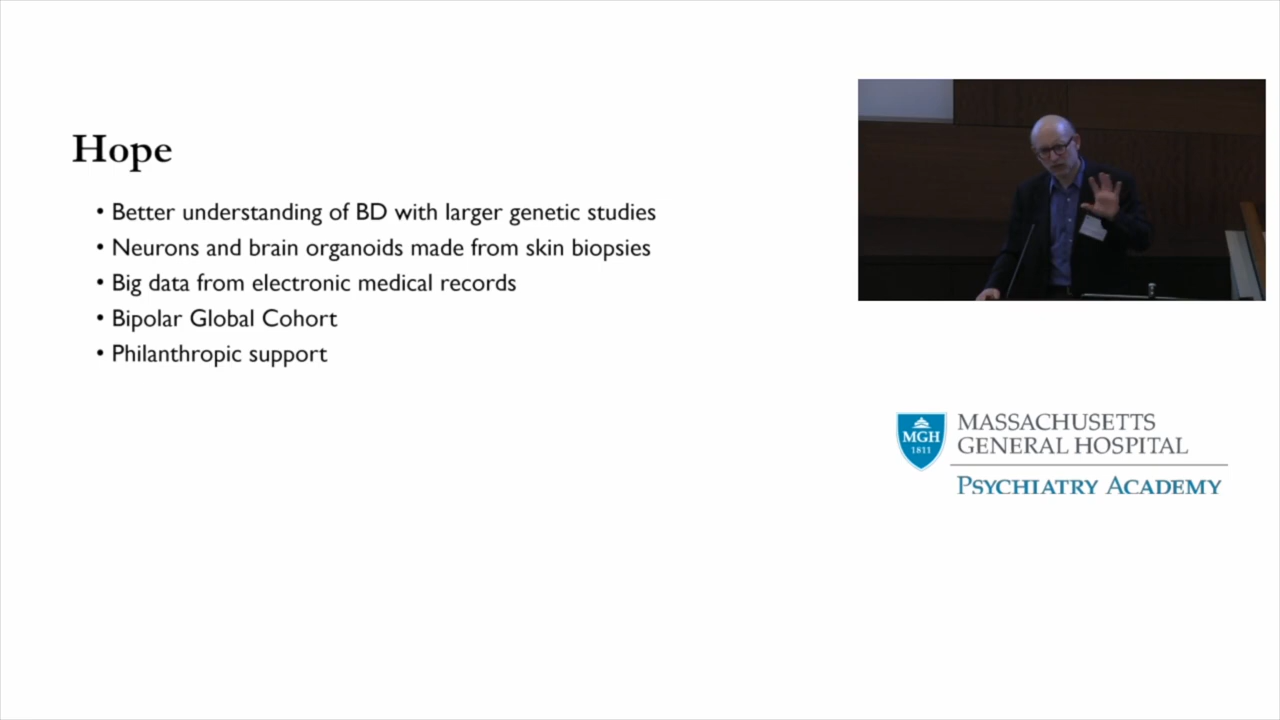 Hope
• Better understanding of BD with larger genetic studies
• Neurons and brain organoids made from skin biopsies
• Big data from electronic medical records
• Bipolar Global Cohort
• Philanthropic support
MGH
1811
MASSACHUSETTS
GENERAL HOSPITAL
PSYCHIATRY ACADEMY